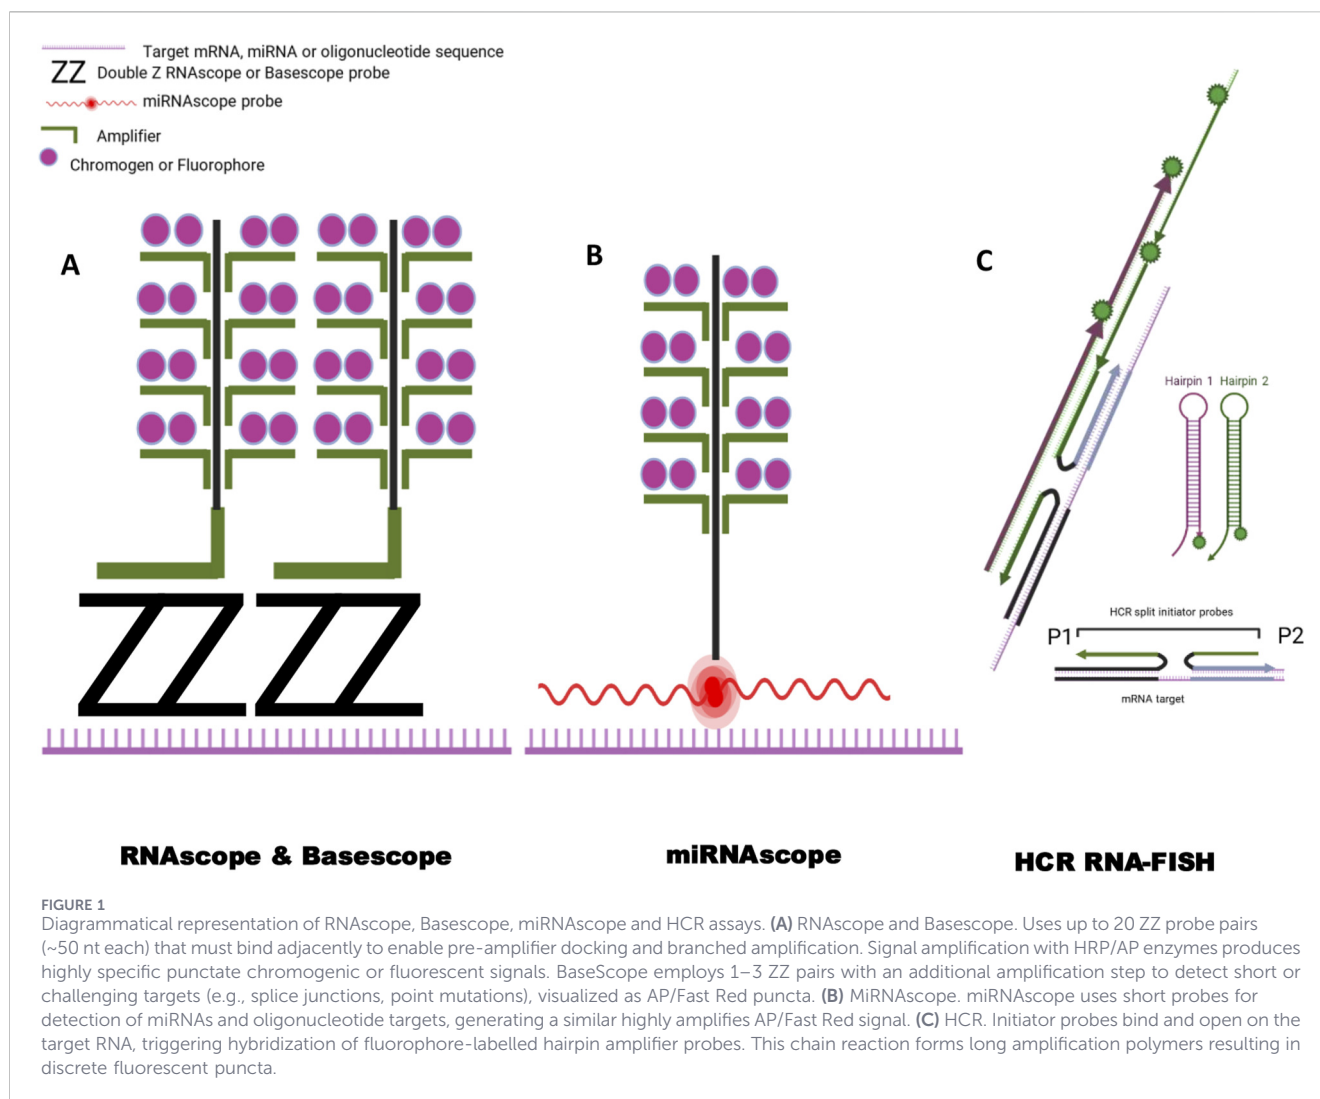 Target mRNA, miRNA or oligonucleotide sequence
ZZ Double Z RNAscope or Basescope probe
miRNAscope probe
Amplifier
Chromogen or Fluorophore
A
B
C
Hairpin 1 Hairpin 2
HCR split initiator probes
P1 P2
mRNA target
RNAscope & Basescope
miRNAscope
HCR RNA-FISH
FIGURE 1
Diagrammatical representation of RNAscope, Basescope, miRNAscope and HCR assays. (A) RNAscope and Basescope. Uses up to 20 ZZ probe pairs
(~50 nt each) that must bind adjacently to enable pre-amplifier docking and branched amplification. Signal amplification with HRP/AP enzymes produces
highly specific punctate chromogenic or fluorescent signals. BaseScope employs 1–3 ZZ pairs with an additional amplification step to detect short or
challenging targets (e.g., splice junctions, point mutations), visualized as AP/Fast Red puncta. (B) MiRNAscope. miRNAscope uses short probes for
detection of miRNAs and oligonucleotide targets, generating a similar highly amplifies AP/Fast Red signal. (C) HCR. Initiator probes bind and open on the
target RNA, triggering hybridization of fluorophore-labelled hairpin amplifier probes. This chain reaction forms long amplification polymers resulting in
discrete fluorescent puncta.